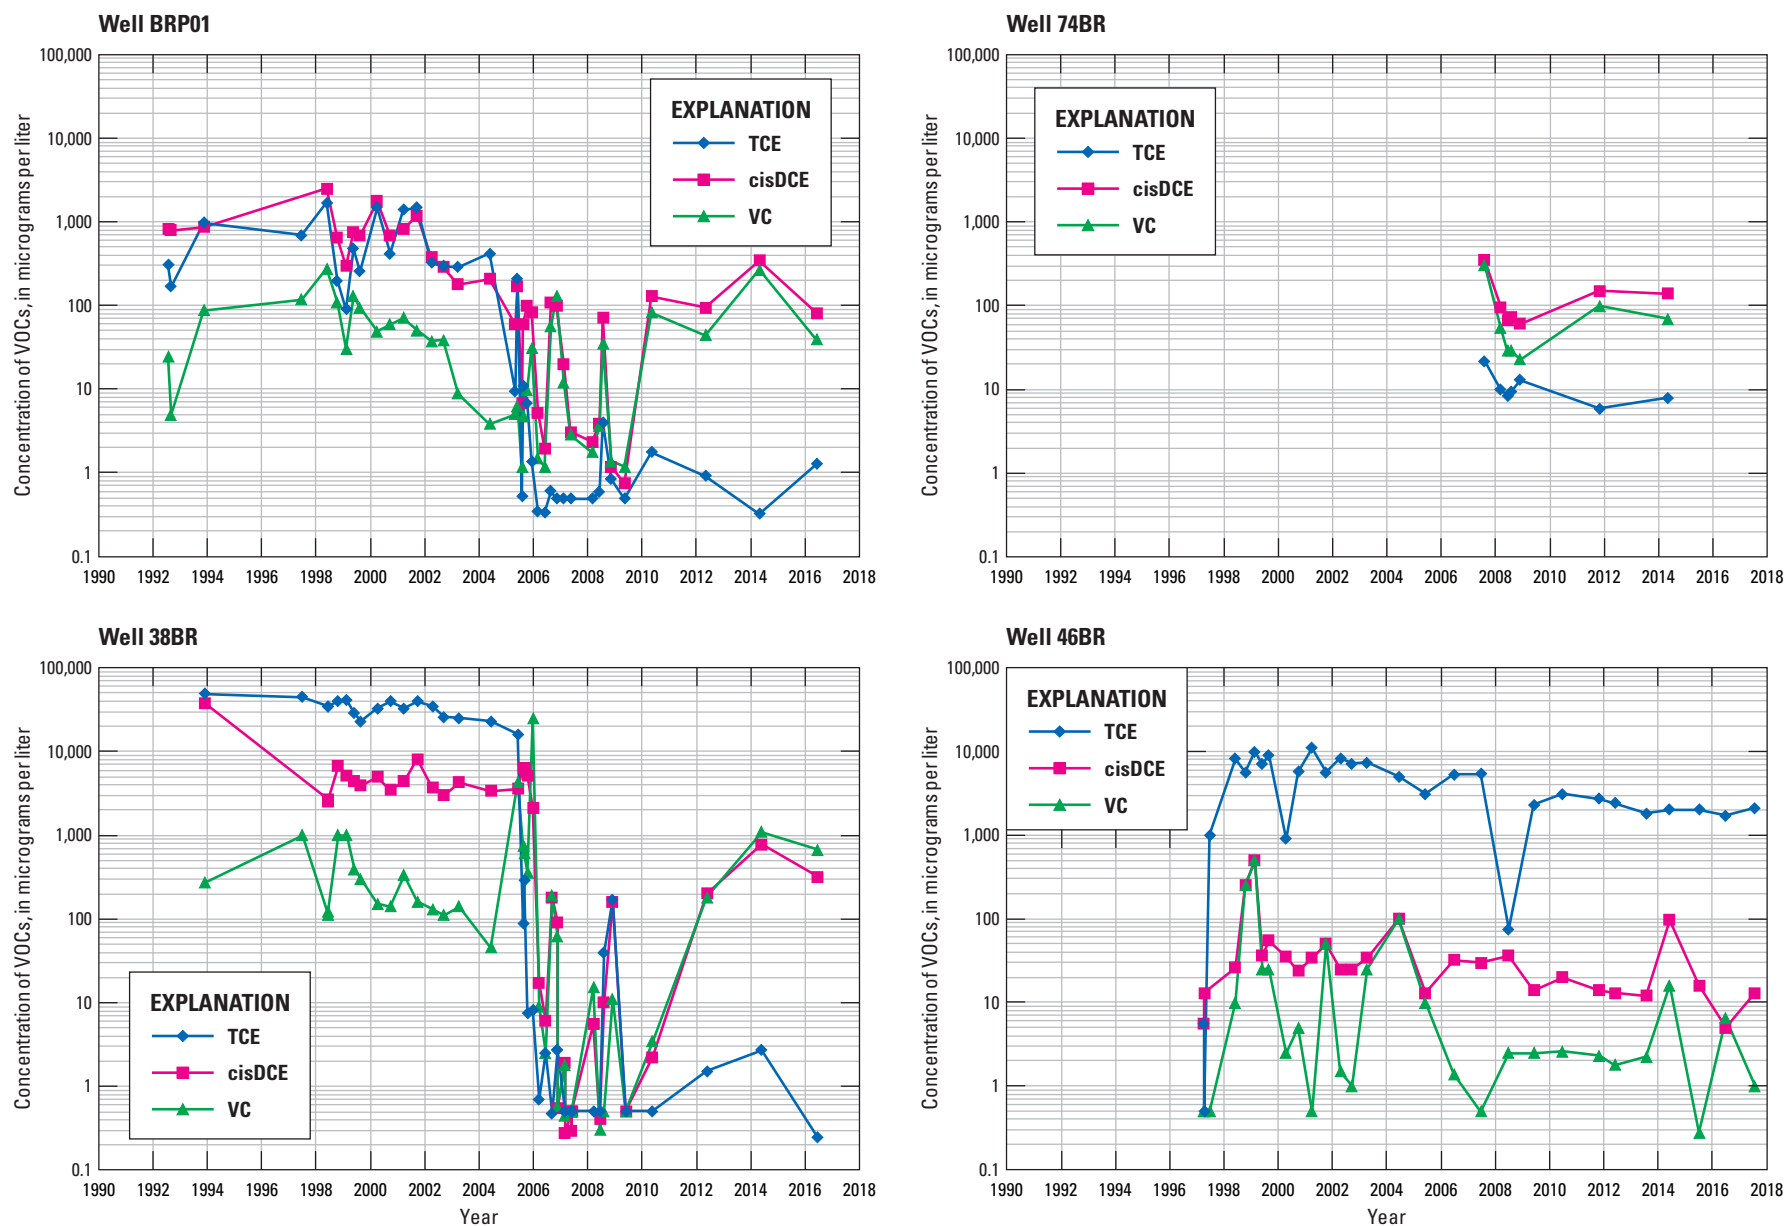 Well BRP01
Concentration of VOCs, in micrograms per liter
100,000
10,000
1,000
100
10
1
0.1
EXPLANATION
TCE
cisDCE
VC
1990 1992 1994 1996 1998 2000 2002 2004 2006 2008 2010 2012 2014 2016 2018
Well 74BR
Concentration of VOCs, in micrograms per liter
100,000
10,000
1,000
100
10
1
0.1
EXPLANATION
TCE
cisDCE
VC
1990 1992 1994 1996 1998 2000 2002 2004 2006 2008 2010 2012 2014 2016 2018
Well 38BR
Concentration of VOCs, in micrograms per liter
100,000
10,000
1,000
100
10
1
0.1
EXPLANATION
TCE
cisDCE
VC
1990 1992 1994 1996 1998 2000 2002 2004 2006 2008 2010 2012 2014 2016 2018
Year
Well 46BR
Concentration of VOCs, in micrograms per liter
100,000
10,000
1,000
100
10
1
0.1
EXPLANATION
TCE
cisDCE
VC
1990 1992 1994 1996 1998 2000 2002 2004 2006 2008 2010 2012 2014 2016 2018
Year